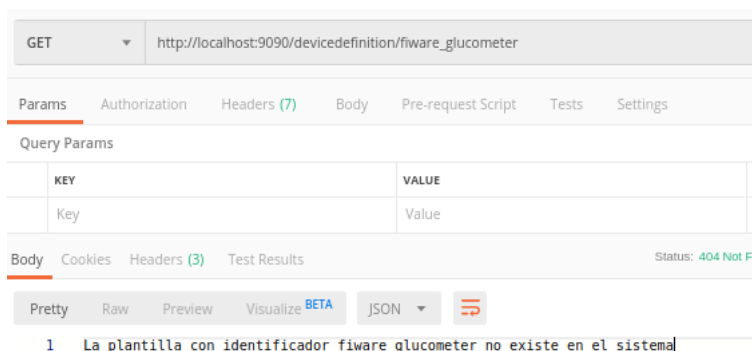 GET http://localhost:9090/devicedefinition/fiware_glucometer
Params Authorization Headers (7) Body Pre-request Script Tests Settings
Query Params
KEY VALUE
Key Value
Body Cookies Headers (3) Test Results Status: 404 Not F
Pretty Raw Preview Visualize BETA JSON
1 La plantilla con identificador fiware_glucometer no existe en el sistema